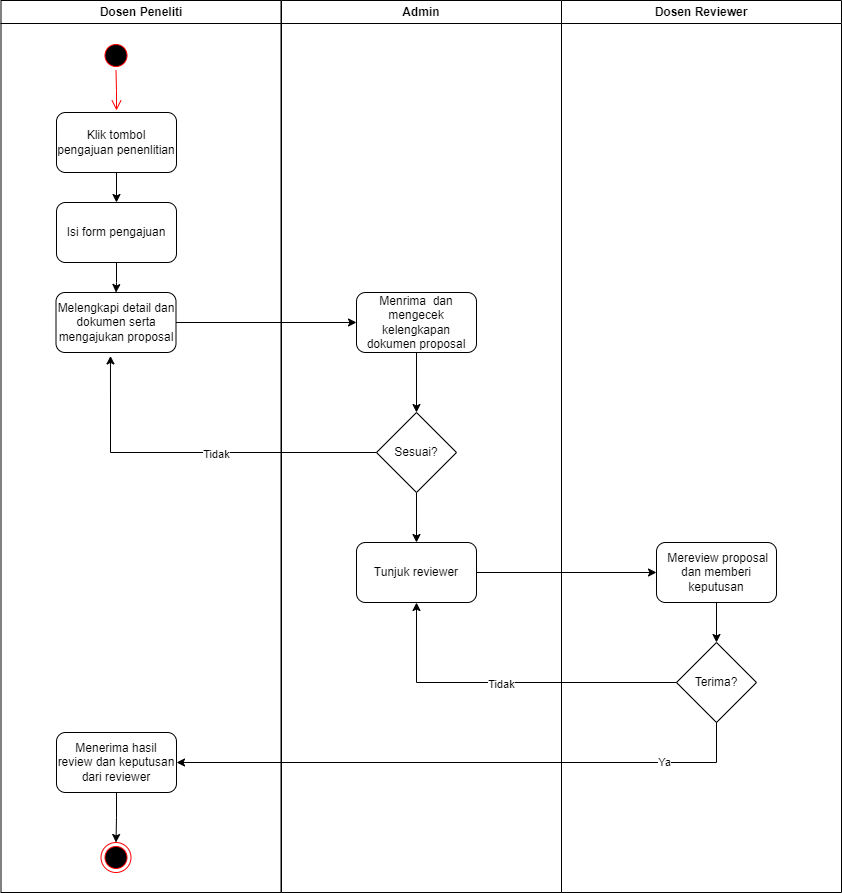 Dosen Peneliti
Admin
Dosen Reviewer
Klik tombol
pengajuan penenlitian
Isi form pengajuan
Melengkapi detail dan
dokumen serta
mengajukan proposal
Menrima dan
mengecek
kelengkapan
dokumen proposal
Sesuai?
Tidak
Tunjuk reviewer
Mereview proposal
dan memberi
keputusan
Terima?
Tidak
Ya
Menerima hasil
review dan keputusan
dari reviewer